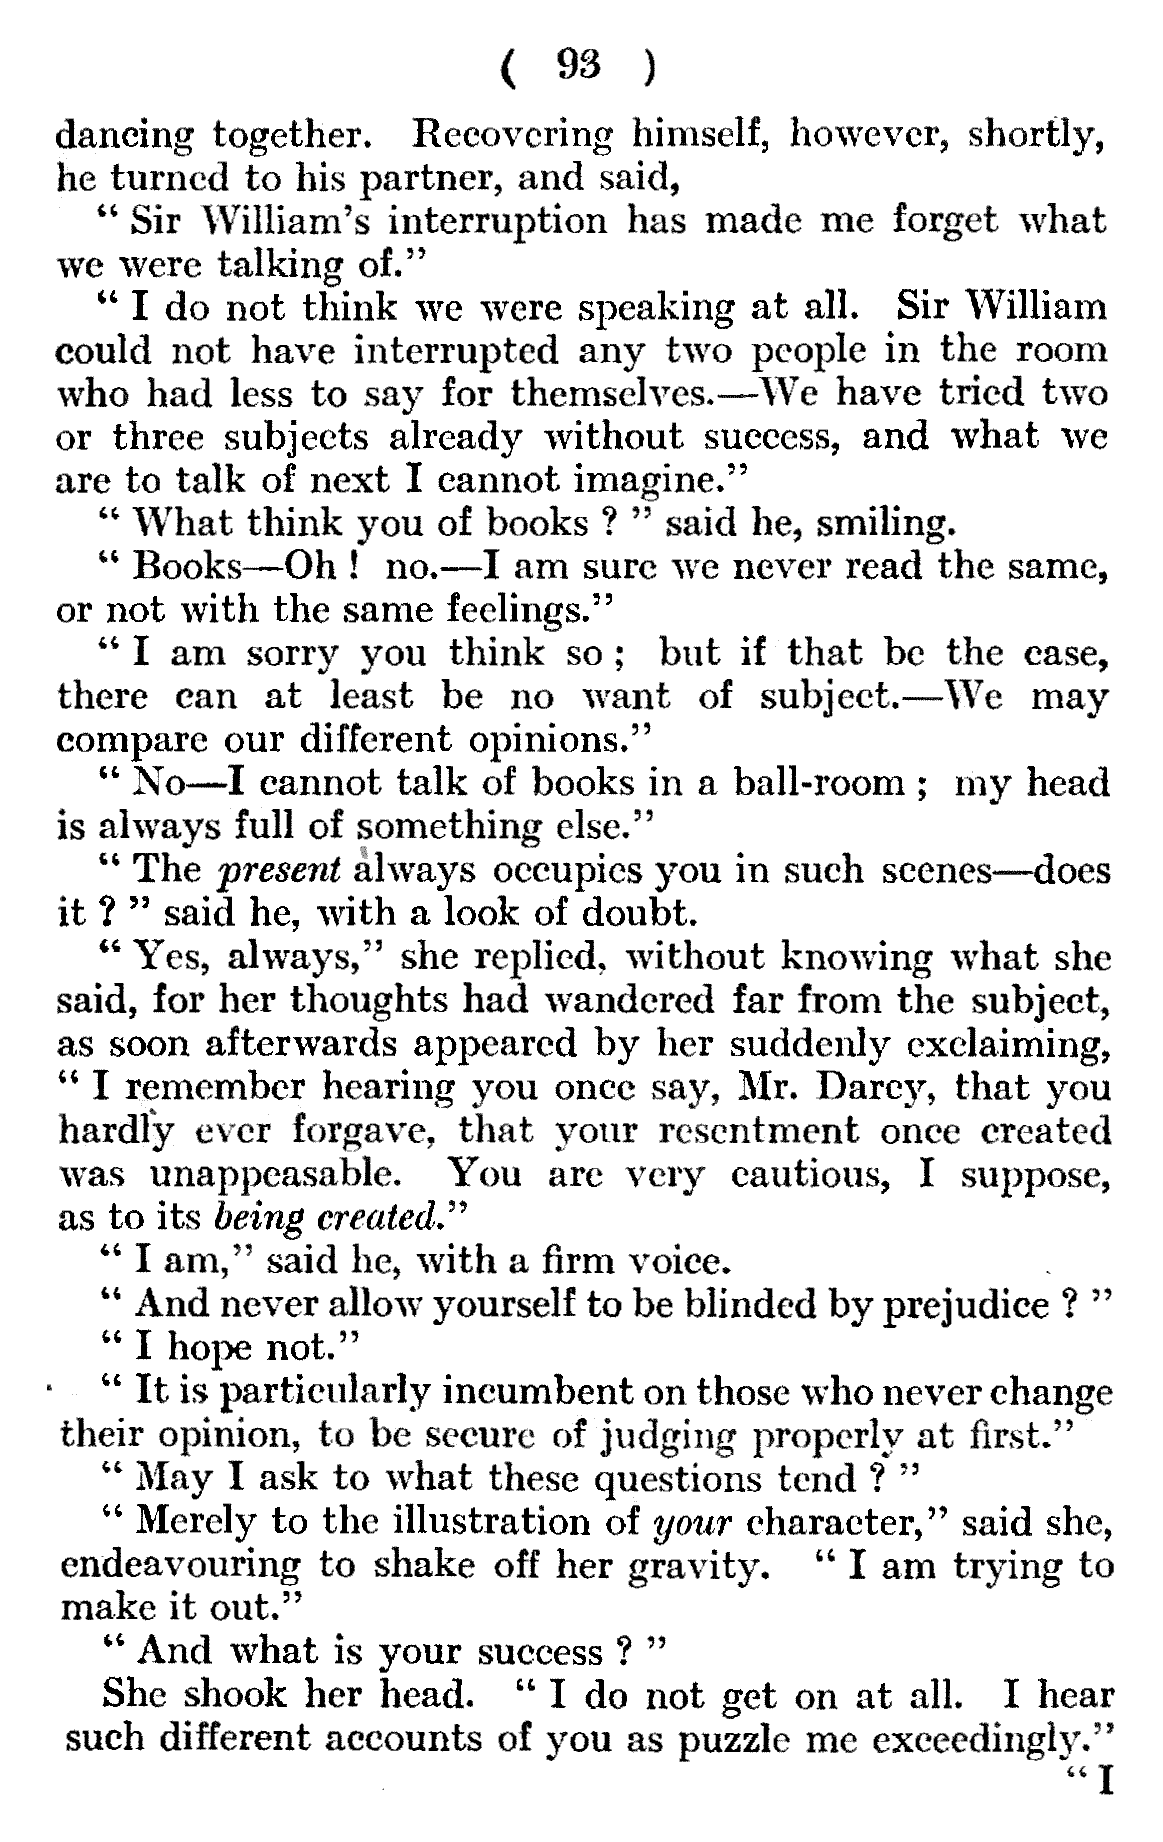 ( 93 )
dancing together. Recovering himself, however, shortly,
he turned to his partner, and said,
“ Sir William’s interruption has made me forget what
we were talking of.”
“ I do not think we were speaking at all. Sir William
could not have interrupted any two people in the room
who had less to say for themselves.—We have tried two
or three subjects already without success, and what we
are to talk of next I cannot imagine.”
“ What think you of books ? ” said he, smiling.
“ Books—Oh ! no.—I am sure we never read the same,
or not with the same feelings.”
“ I am sorry you think so ; but if that be the case,
there can at least be no want of subject.—We may
compare our different opinions.”
“ No—I cannot talk of books in a ball-room ; my head
is always full of something else.”
“ The present always occupies you in such scenes—does
it ? ” said he, with a look of doubt.
“ Yes, always,” she replied, without knowing what she
said, for her thoughts had wandered far from the subject,
as soon afterwards appeared by her suddenly exclaiming,
“ I remember hearing you once say, Mr. Darcy, that you
hardly ever forgave, that your resentment once created
was unappeasable. You are very cautious, I suppose,
as to its being created.”
“ I am,” said he, with a firm voice.
“ And never allow yourself to be blinded by prejudice ? ”
“ I hope not.”
“ It is particularly incumbent on those who never change
their opinion, to be secure of judging properly at first.”
“ May I ask to what these questions tend ? ”
“ Merely to the illustration of your character,” said she,
endeavouring to shake off her gravity. “ I am trying to
make it out.”
“ And what is your success ? ”
She shook her head. “ I do not get on at all. I hear
such different accounts of you as puzzle me exceedingly.”
“ I